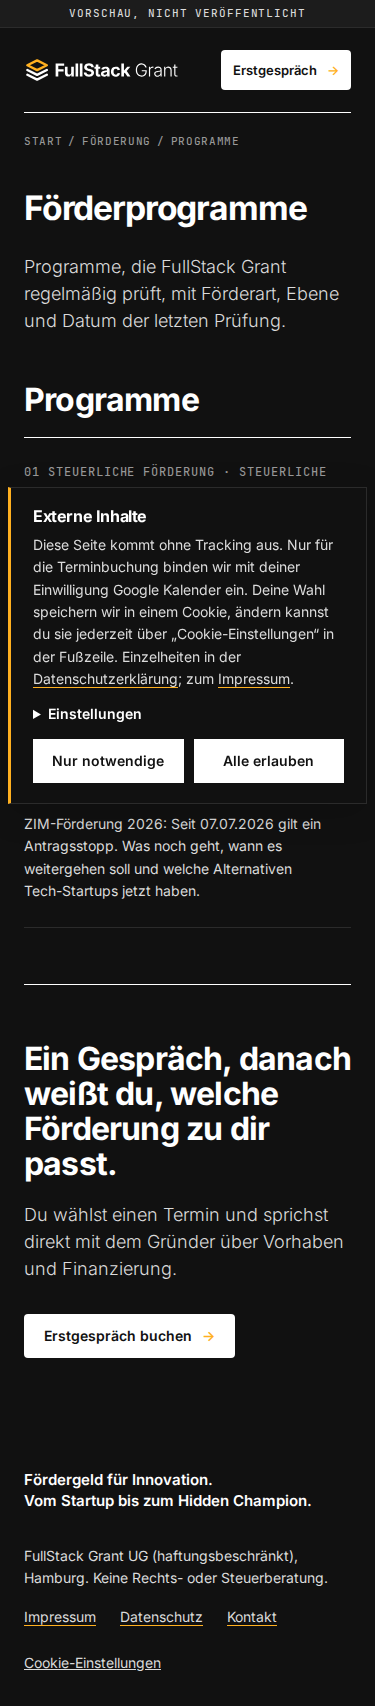 VORSCHAU, NICHT VERÖFFENTLICHT
FullStack Grant
Erstgespräch →
START / FÖRDERUNG / PROGRAMME
Förderprogramme
Programme, die FullStack Grant
regelmäßig prüft, mit Förderart, Ebene
und Datum der letzten Prüfung.
Programme
01 STEUERLICHE FÖRDERUNG · STEUERLICHE
Externe Inhalte
Diese Seite kommt ohne Tracking aus. Nur für
die Terminbuchung binden wir mit deiner
Einwilligung Google Kalender ein. Deine Wahl
speichern wir in einem Cookie, ändern kannst
du sie jederzeit über „Cookie-Einstellungen“ in
der Fußzeile. Einzelheiten in der
Datenschutzerklärung; zum Impressum.
▶ Einstellungen
Nur notwendige
Alle erlauben
ZIM-Förderung 2026: Seit 07.07.2026 gilt ein
Antragsstopp. Was noch geht, wann es
weitergehen soll und welche Alternativen
Tech-Startups jetzt haben.
Ein Gespräch, danach
weißt du, welche
Förderung zu dir
passt.
Du wählst einen Termin und sprichst
direkt mit dem Gründer über Vorhaben
und Finanzierung.
Erstgespräch buchen →
Fördergeld für Innovation.
Vom Startup bis zum Hidden Champion.
FullStack Grant UG (haftungsbeschränkt),
Hamburg. Keine Rechts- oder Steuerberatung.
Impressum Datenschutz Kontakt
Cookie-Einstellungen